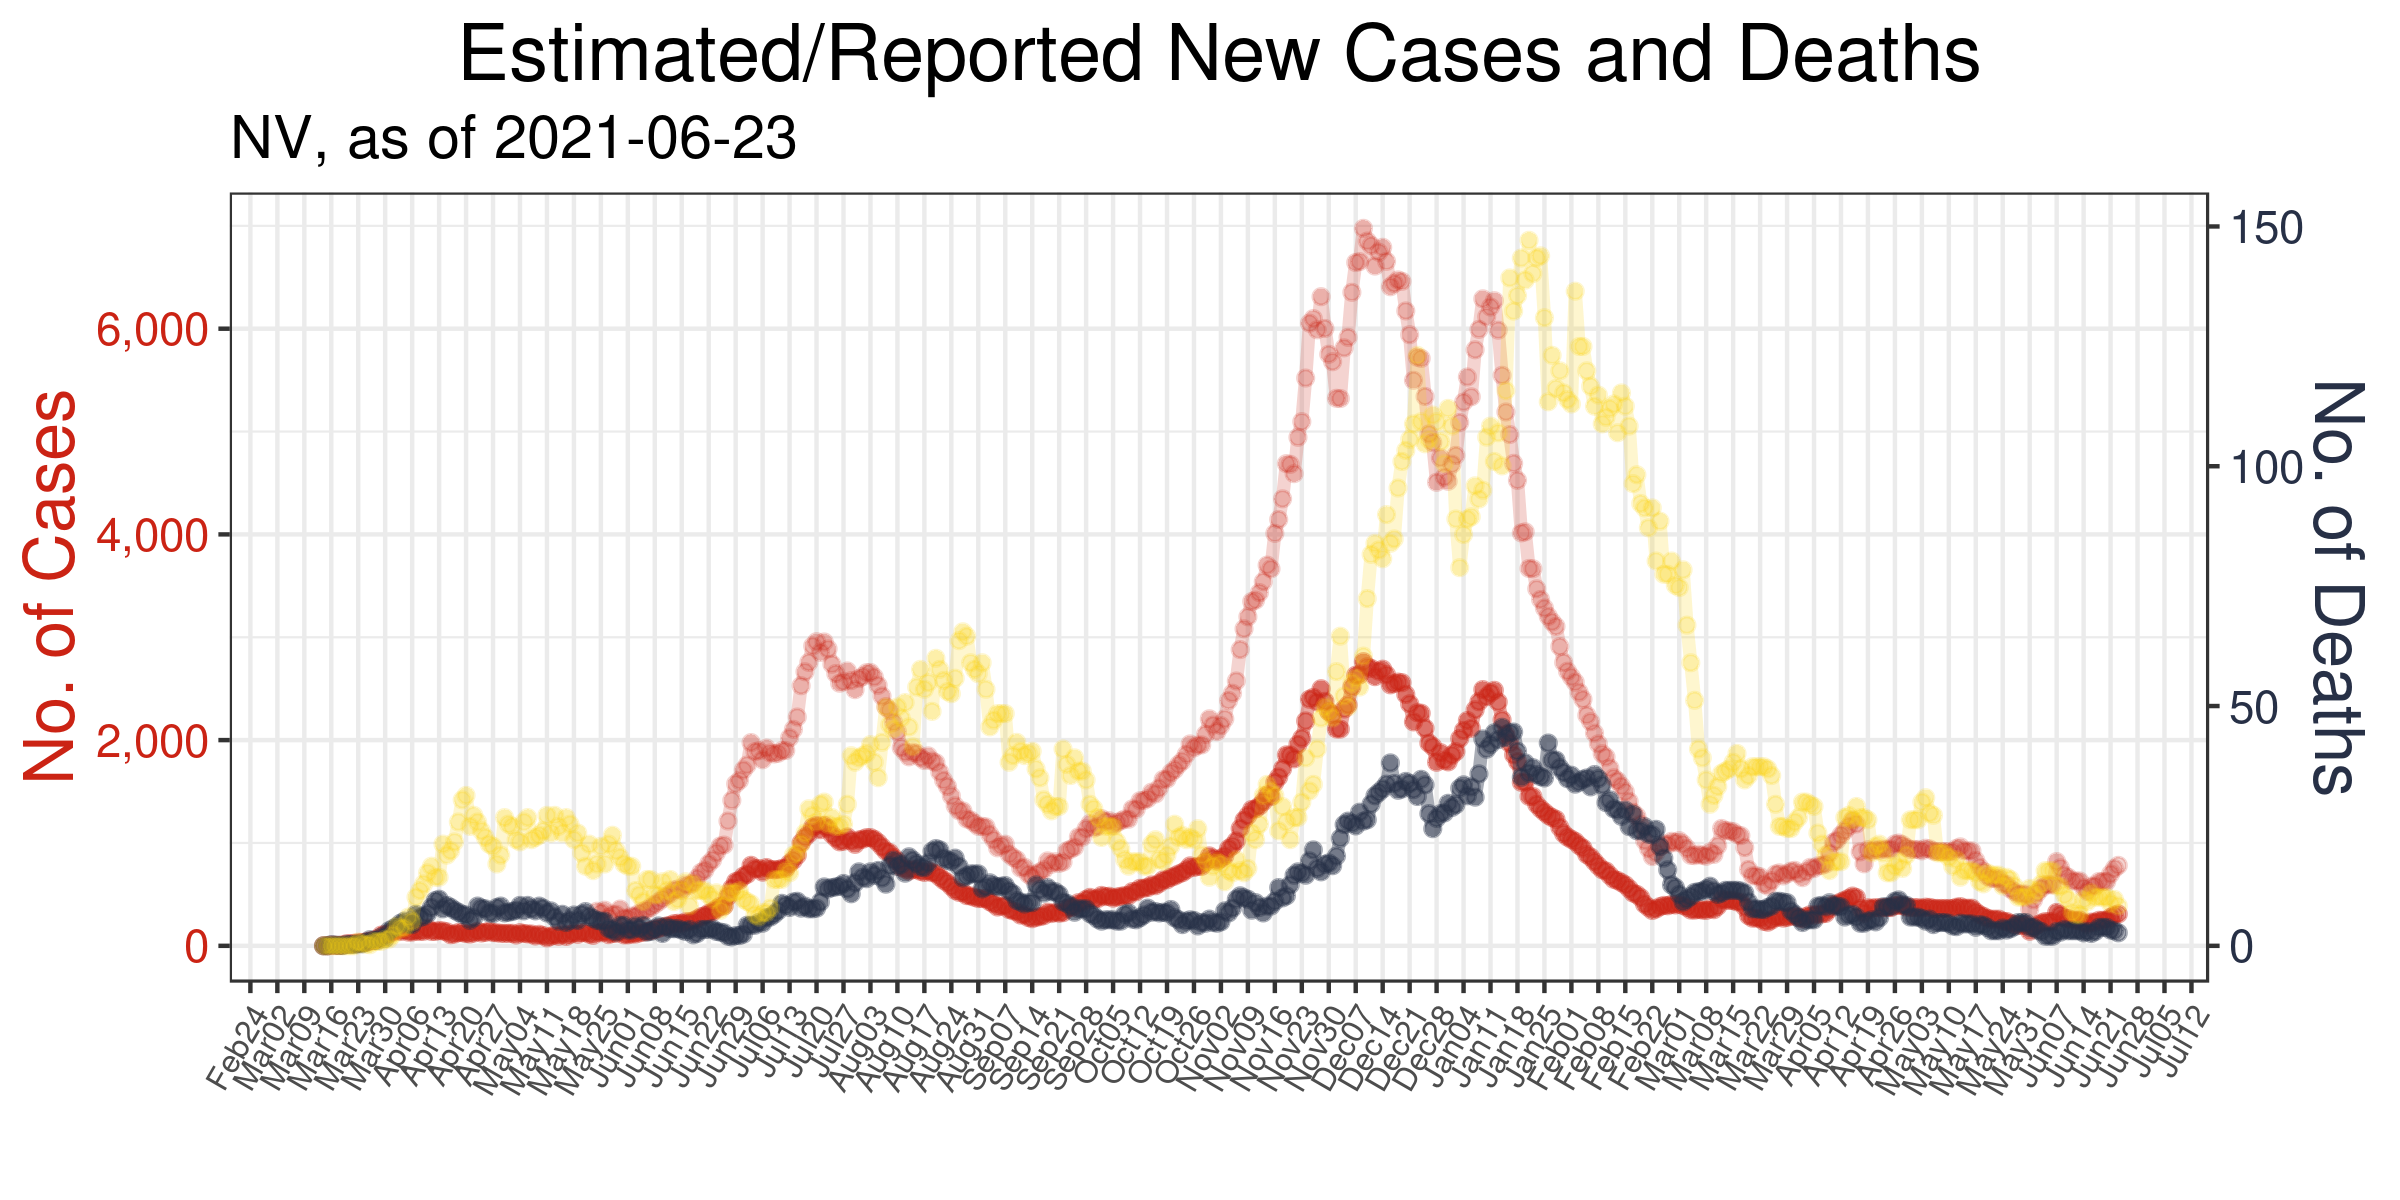 Estimated/Reported New Cases and Deaths
NV, as of 2021-06-23
No. of Cases
6,000
4,000
2,000
0
150
100
50
0
No. of Deaths
Feb24
Mar02
Mar09
Mar16
Mar23
Mar30
Apr06
Apr13
Apr20
Apr27
May04
May11
May18
May25
Jun01
Jun08
Jun15
Jun22
Jun29
Jul06
Jul13
Jul20
Jul27
Aug03
Aug10
Aug17
Aug24
Aug31
Sep07
Sep14
Sep21
Sep28
Oct05
Oct12
Oct19
Oct26
Nov02
Nov09
Nov16
Nov23
Nov30
Dec07
Dec14
Dec21
Dec28
Dec04
Jan11
Jan18
Jan25
Feb01
Feb08
Feb15
Feb22
Mar01
Mar08
Mar15
Mar22
Mar29
Apr05
Apr12
Apr19
Apr26
May03
May10
May17
May24
May31
May07
Jun14
Jun21
Jun28
Jul05
Jul12